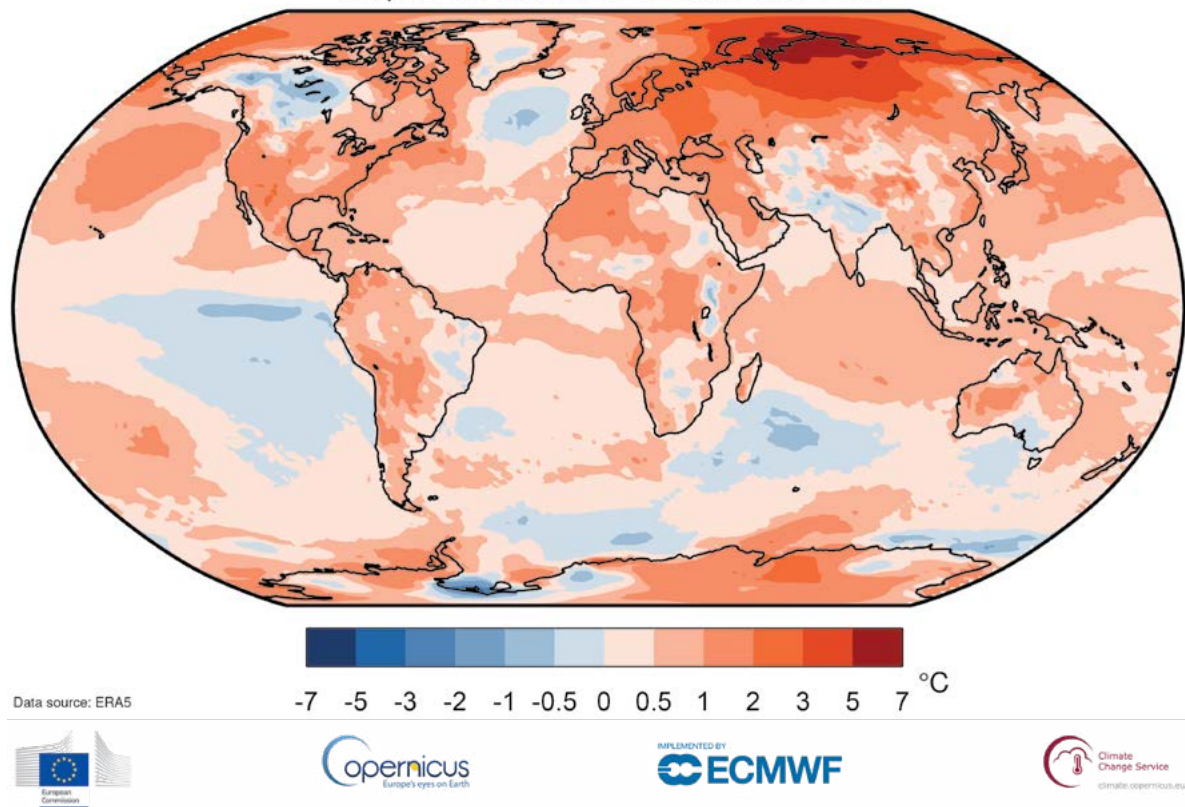 -7 -5 -3 -2 -1 -0.5 0 0.5 1 2 3 5 7 °C
Data source: ERA5
European
Commission
Copernicus
Europe's eyes on Earth
IMPLEMENTED BY
ECMWF
Climate
Change Service
climate.copernicus.eu